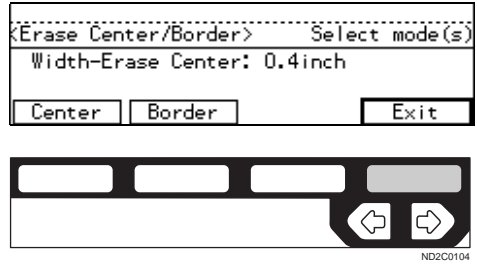 <Erase Center/Border> Select mode(s)
Width-Erase Center: 0.4inch
Center Border Exit
ND2C0104